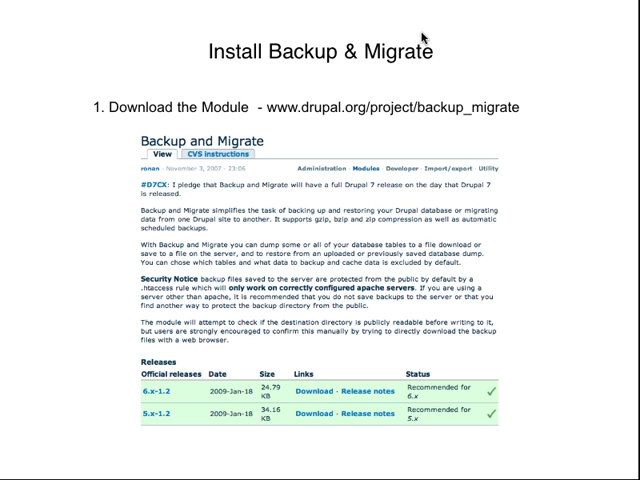 Install Backup & Migrate
1. Download the Module - www.drupal.org/project/backup_migrate
Backup and Migrate
View CVS instructions
ronan · November 3, 2007 - 23:06 Administration · Modules · Developer · Import/export · Utility
#D7CX: I pledge that Backup and Migrate will have a full Drupal 7 release on the day that Drupal 7
is released.
Backup and Migrate simplifies the task of backing up and restoring your Drupal database or migrating
data from one Drupal site to another. It supports gzip, bzip and zip compression as well as automatic
scheduled backups.
With Backup and Migrate you can dump some or all of your database tables to a file download or
save to a file on the server, and to restore from an uploaded or previously saved database dump.
You can chose which tables and what data to backup and cache data is excluded by default.
Security Notice backup files saved to the server are protected from the public by default by a
.htaccess rule which will only work on correctly configured apache servers. If you are using a
server other than apache, it is recommended that you do not save backups to the server or that you
find another way to protect the backup directory from the public.
The module will attempt to check if the destination directory is publicly readable before writing to it,
but users are strongly encouraged to confirm this manually by trying to directly download the backup
files with a web browser.
Releases
Official releases Date Size Links Status
6.x-1.2 2009-Jan-18 24.79 KB Download · Release notes Recommended for 6.x
5.x-1.2 2009-Jan-18 34.16 KB Download · Release notes Recommended for 5.x